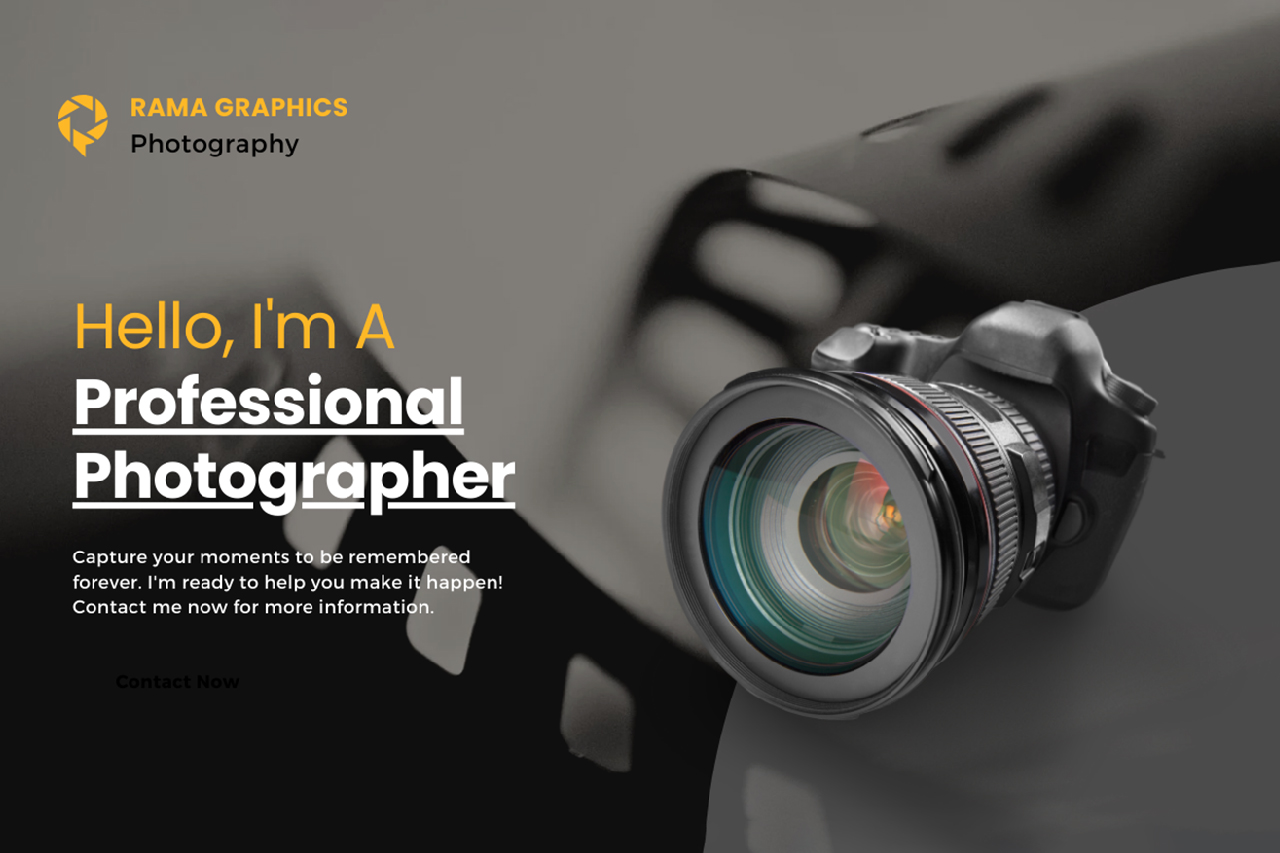 RAMA GRAPHICS
Photography
Hello, I'm A
Professional
Photographer
Capture your moments to be remembered
forever. I'm ready to help you make it happen!
Contact me now for more information.
Contact Now